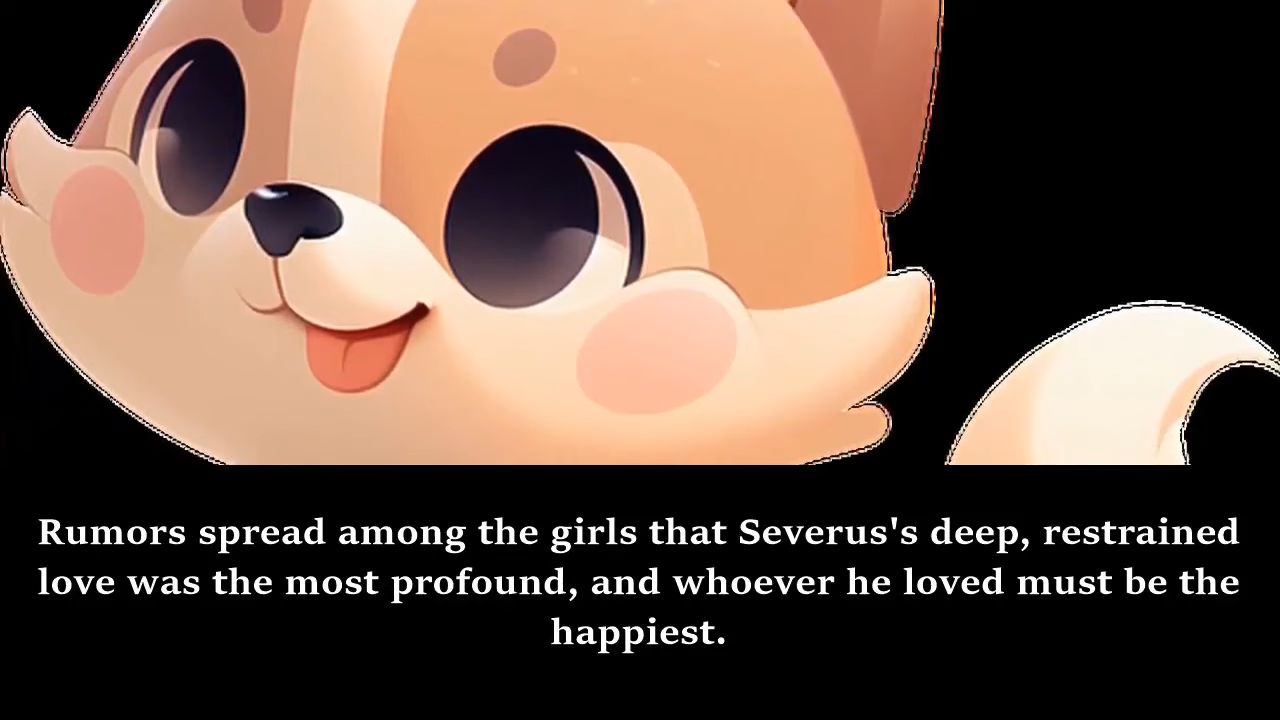 Rumors spread among the girls that Severus's deep, restrained
love was the most profound, and whoever he loved must be the
happiest.